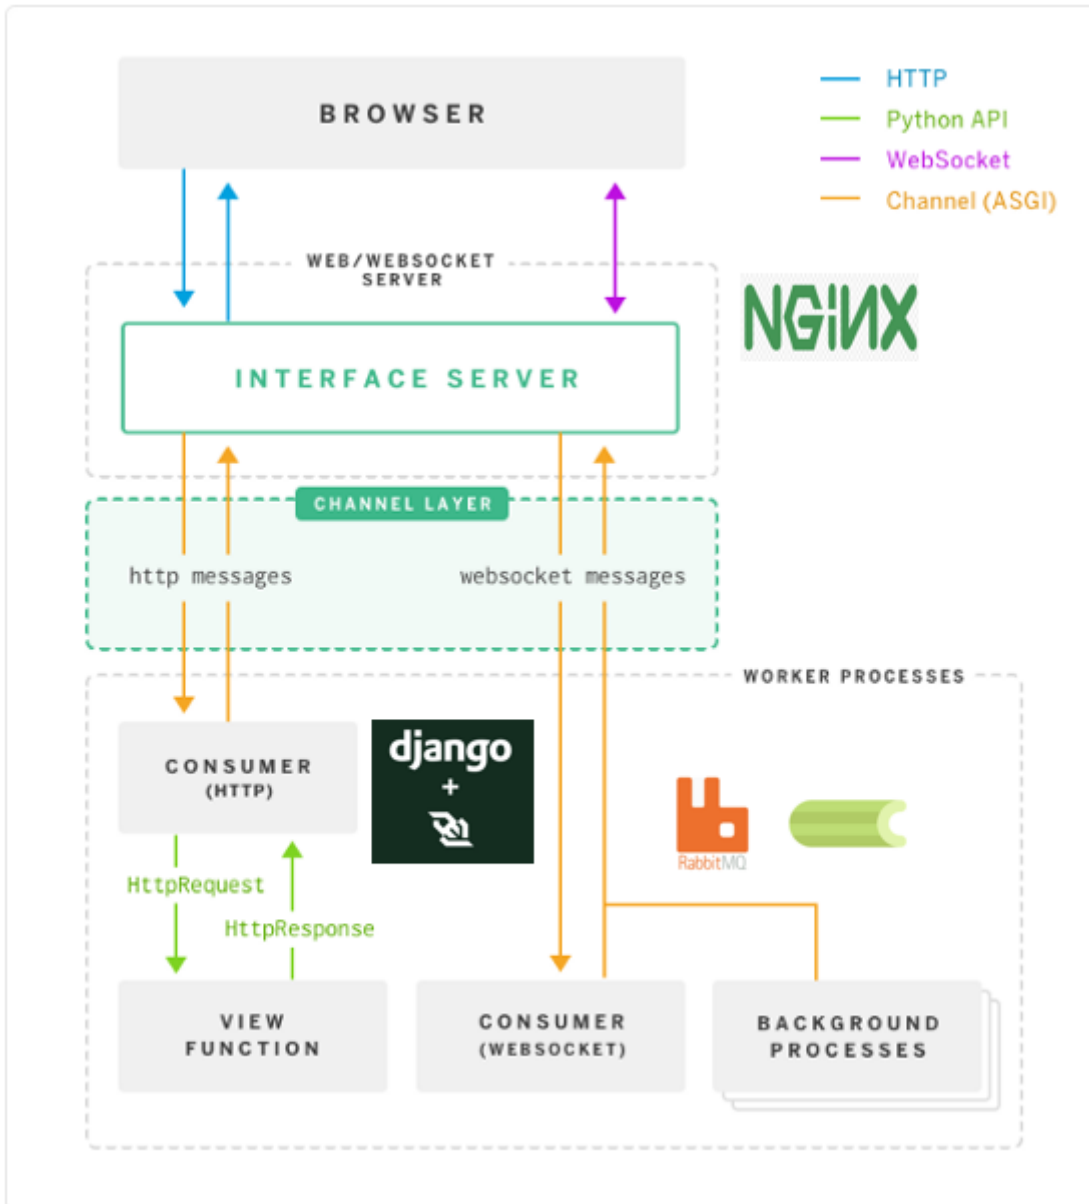 BROWSER
HTTP
Python API
WebSocket
Channel (ASGI)
WEB/WEBSOCKET
SERVER
NGiNX
INTERFACE SERVER
CHANNEL LAYER
http messages
websocket messages
WORKER PROCESSES
CONSUMER
(HTTP)
django
+
RabbitMQ
HttpRequest
HttpResponse
VIEW
FUNCTION
CONSUMER
(WEBSOCKET)
BACKGROUND
PROCESSES